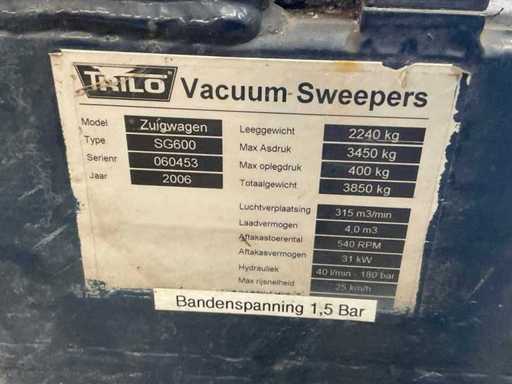 TRILO Vacuum Sweepers
Model Zuigwagen
Type SG600
Serienr 060453
Jaar 2006
Leeggewicht 2240 kg
Max Asdruk 3450 kg
Max oplegdruk 400 kg
Totaalgewicht 3850 kg
Luchtverplaatsing 315 m3/min
Laadvermogen 4,0 m3
Aftakastoerental 540 RPM
Aftakasvermogen 31 kW
Hydrauliek 40 l/min - 180 bar
Max rijsnelheid 25 km/h
Bandenspanning 1,5 Bar